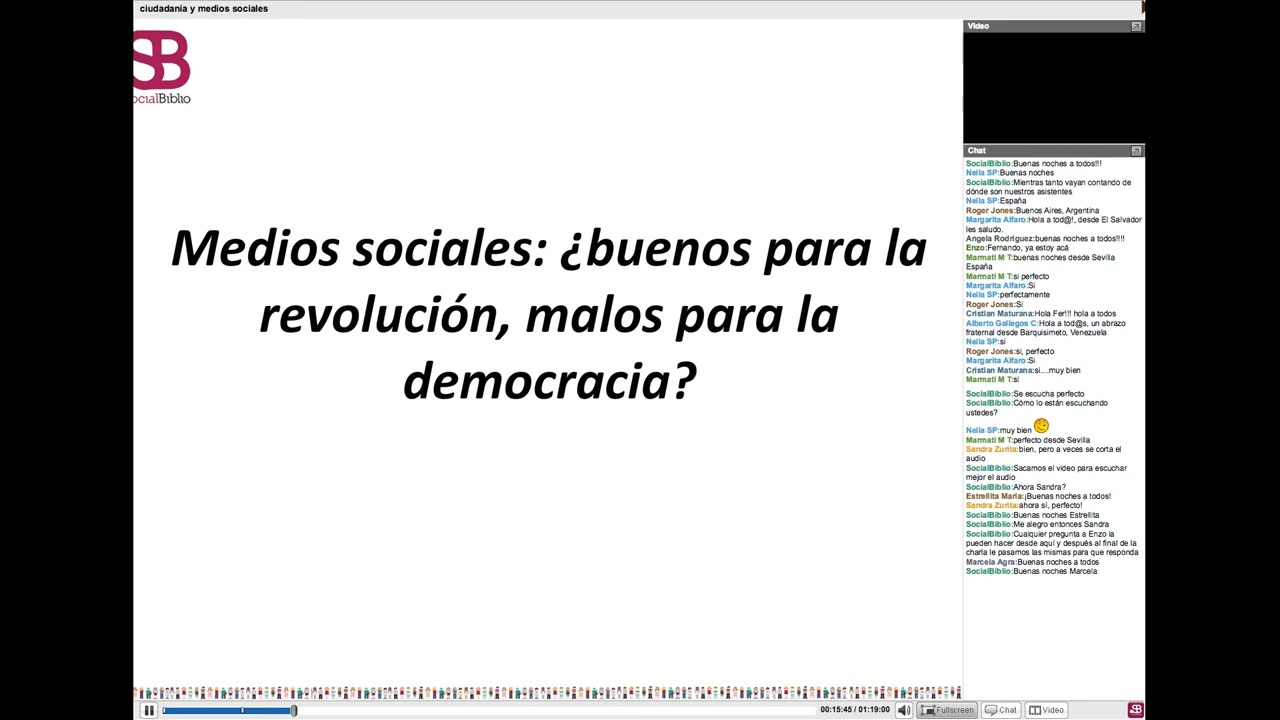 ciudadanía y medios sociales
SB
ocialBiblio
Medios sociales: ¿buenos para la
revolución, malos para la
democracia?
Video
Chat
SocialBiblio:Buenas noches a todos!!!
Neila SP:Buenas noches
SocialBiblio:Mientras tanto vayan contando de
dónde son nuestros asistentes
Neila SP:España
Roger Jones:Buenos Aires, Argentina
Margarita Alfaro:Hola a tod@!, desde El Salvador
les saludo.
Angela Rodríguez:buenas noches a todos!!!!
Enzo:Fernando, ya estoy acá
Marmati M T:buenas noches desde Sevilla
España
Marmati M T:si perfecto
Margarita Alfaro:Si
Neila SP:perfectamente
Roger Jones:Si
Cristian Maturana:Hola Fer!!! hola a todos
Alberto Gallegos C:Hola a tod@s, un abrazo
fraternal desde Barquisimeto, Venezuela
Neila SP:si
Roger Jones:si, perfecto
Margarita Alfaro:Si
Cristian Maturana:si....muy bien
Marmati M T:si
SocialBiblio:Se escucha perfecto
SocialBiblio:Cómo lo están escuchando
ustedes?
Neila SP:muy bien
Marmati M T:perfecto desde Sevilla
Sandra Zurita:bien, pero a veces se corta el
audio
SocialBiblio:Sacamos el video para escuchar
mejor el audio
SocialBiblio:Ahora Sandra?
Estrellita María:¡Buenas noches a todos!
Sandra Zurita:ahora sí, perfecto!
SocialBiblio:Buenas noches Estrellita
SocialBiblio:Me alegro entonces Sandra
SocialBiblio:Cualquier pregunta a Enzo la
pueden hacer desde aquí y después al final de la
charla le pasamos las mismas para que responda
Marcela Agra:Buenas noches a todos
SocialBiblio:Buenas noches Marcela
00:15:45 / 01:19:00
Fullscreen
Chat
Video
SB